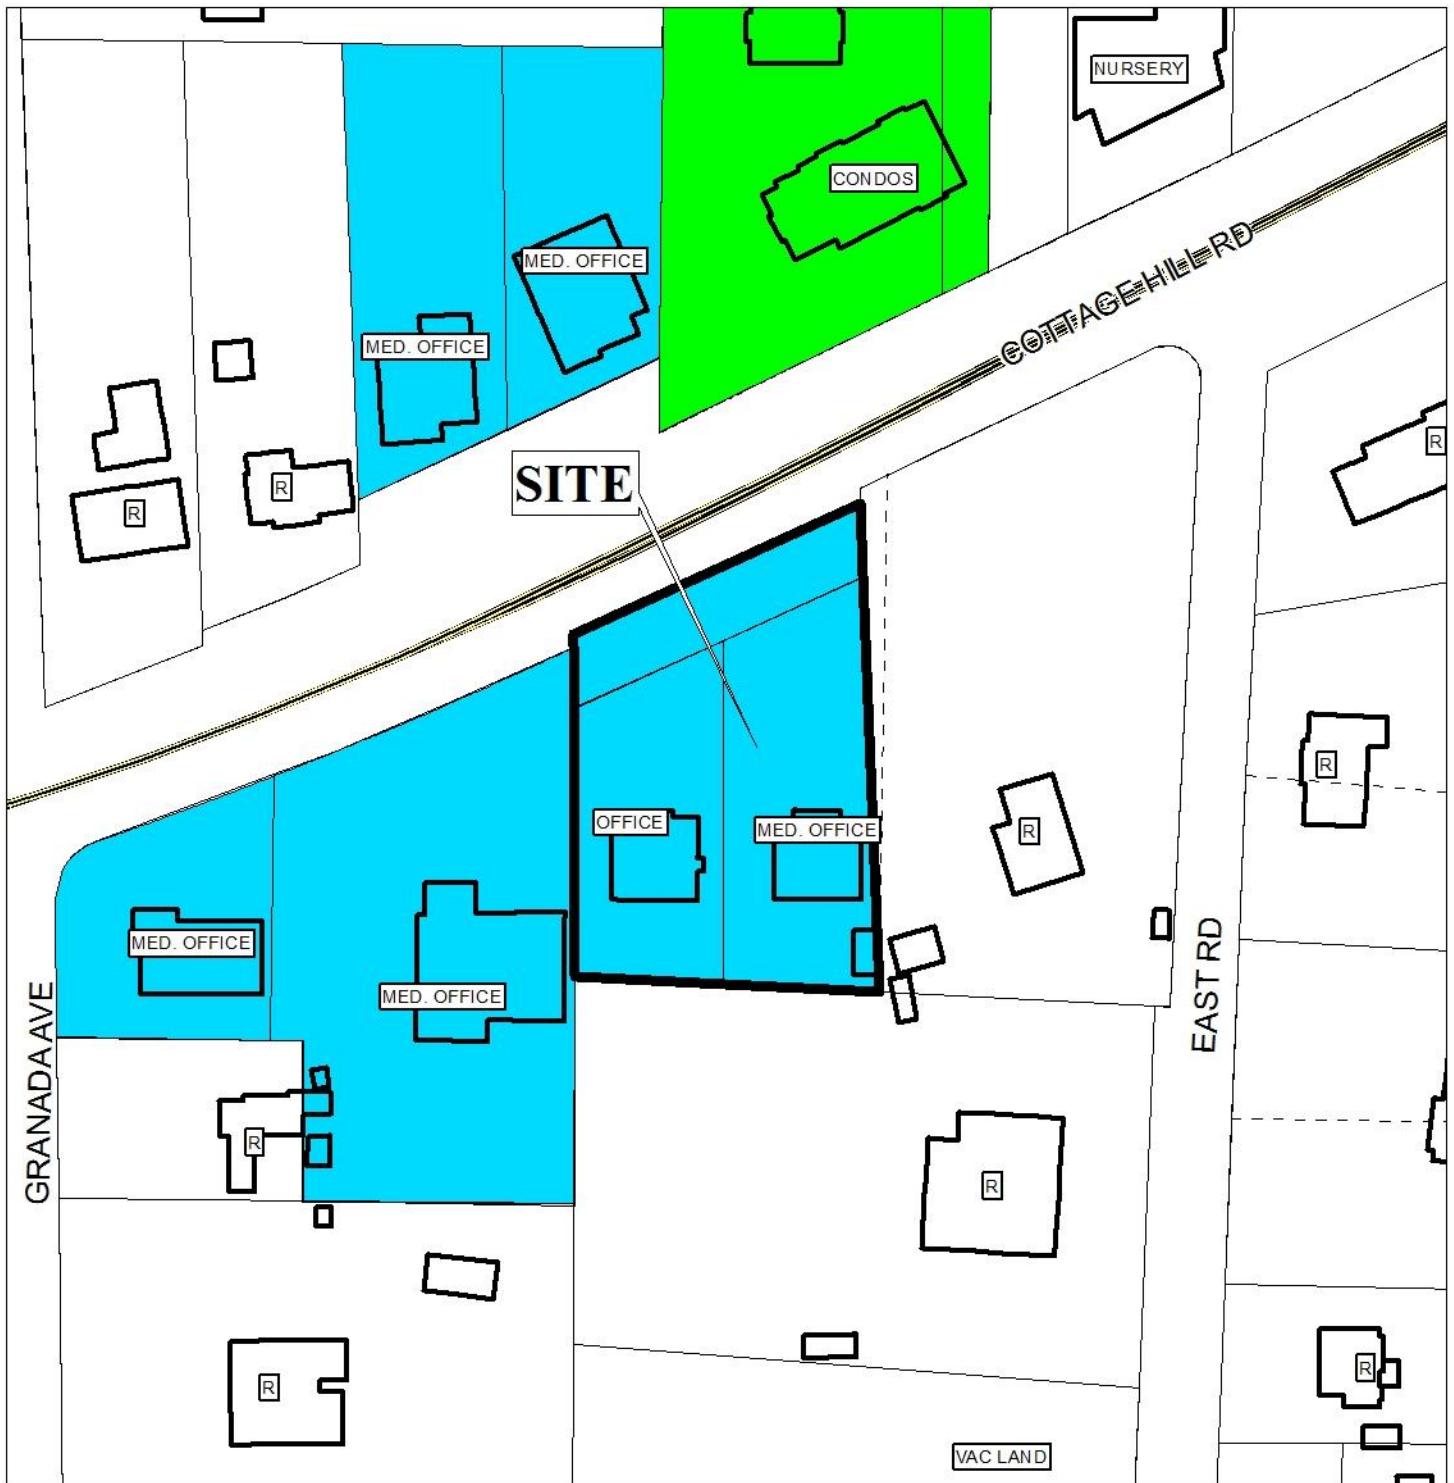 NURSERY
CONDOS
MED. OFFICE
COTTAGE HILL RD
MED. OFFICE
R
SITE
R
R
R
OFFICE
MED. OFFICE
R
MED. OFFICE
MED. OFFICE
EAST RD
GRANADA AVE
R
R
R
R
VAC LAND